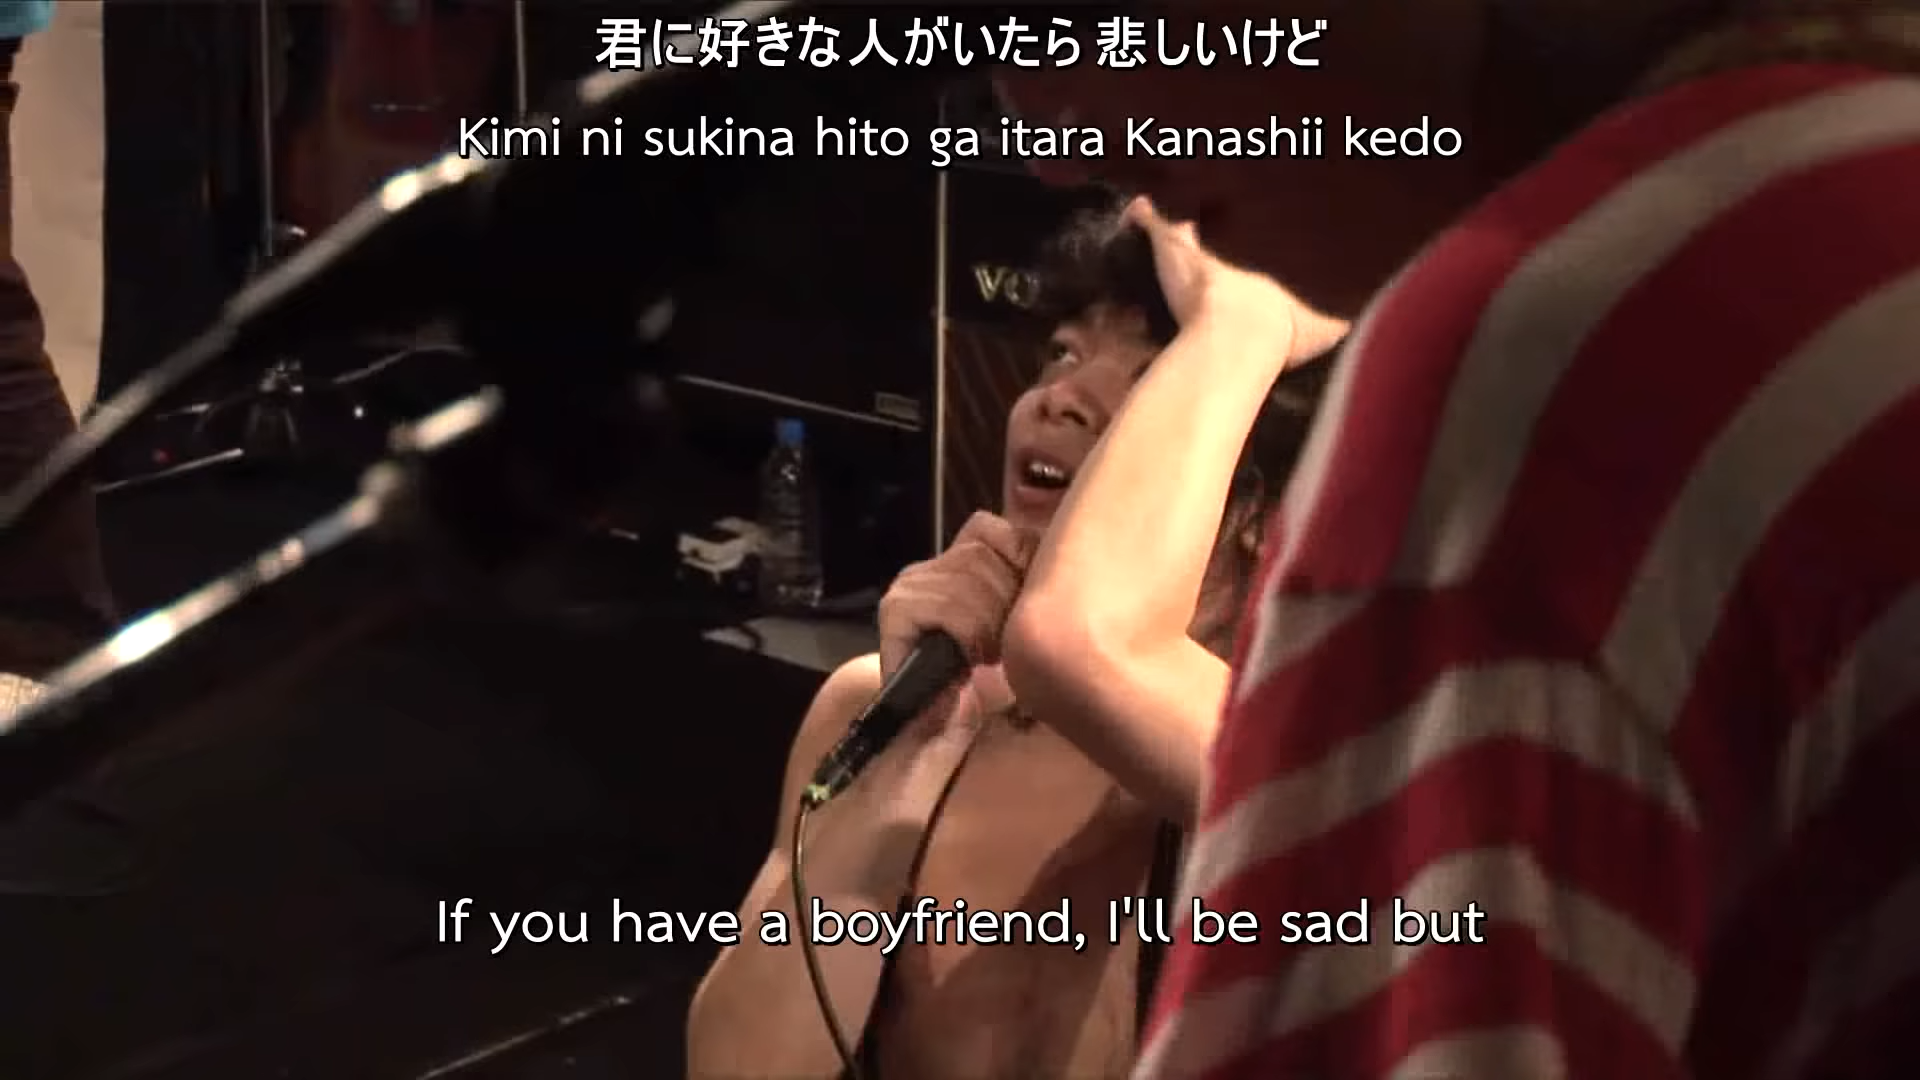 君に好きな人がいたら 悲しいけど
Kimi ni sukina hito ga itara Kanashii kedo
VO
If you have a boyfriend, I'll be sad but